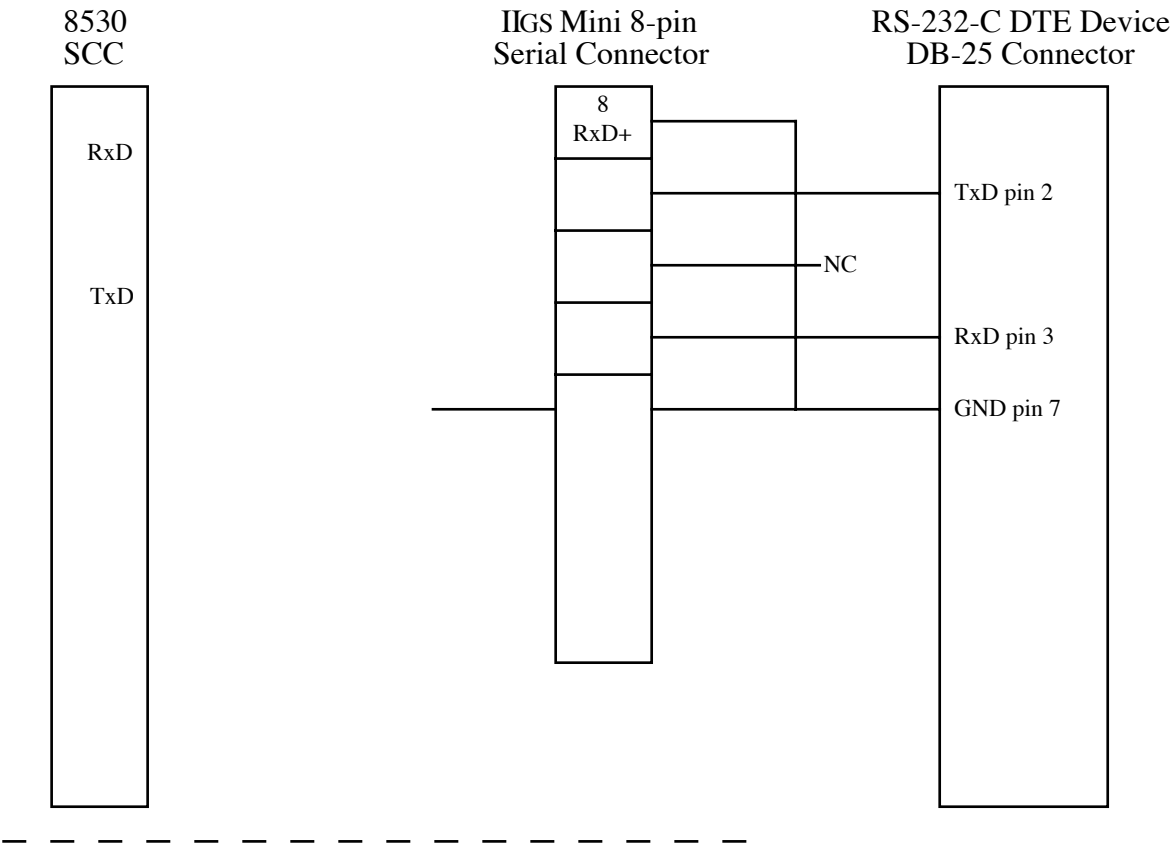 8530
SCC
IIGS Mini 8-pin
Serial Connector
RS-232-C DTE Device
DB-25 Connector
8
RxD+
RxD
TxD pin 2
NC
TxD
RxD pin 3
GND pin 7